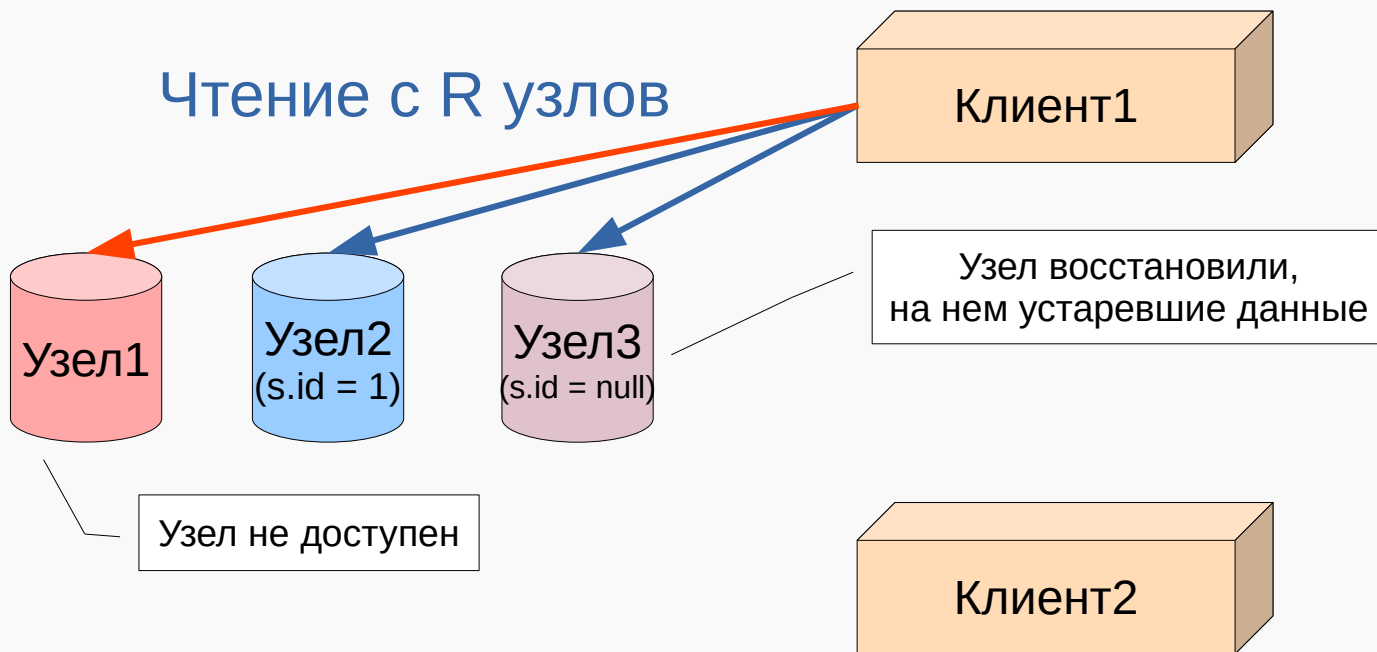 Чтение с R узлов
Клиент1
Узел1
Узел2
(s.id = 1)
Узел3
(s.id = null)
Узел восстановили,
на нем устаревшие данные
Узел не доступен
Клиент2